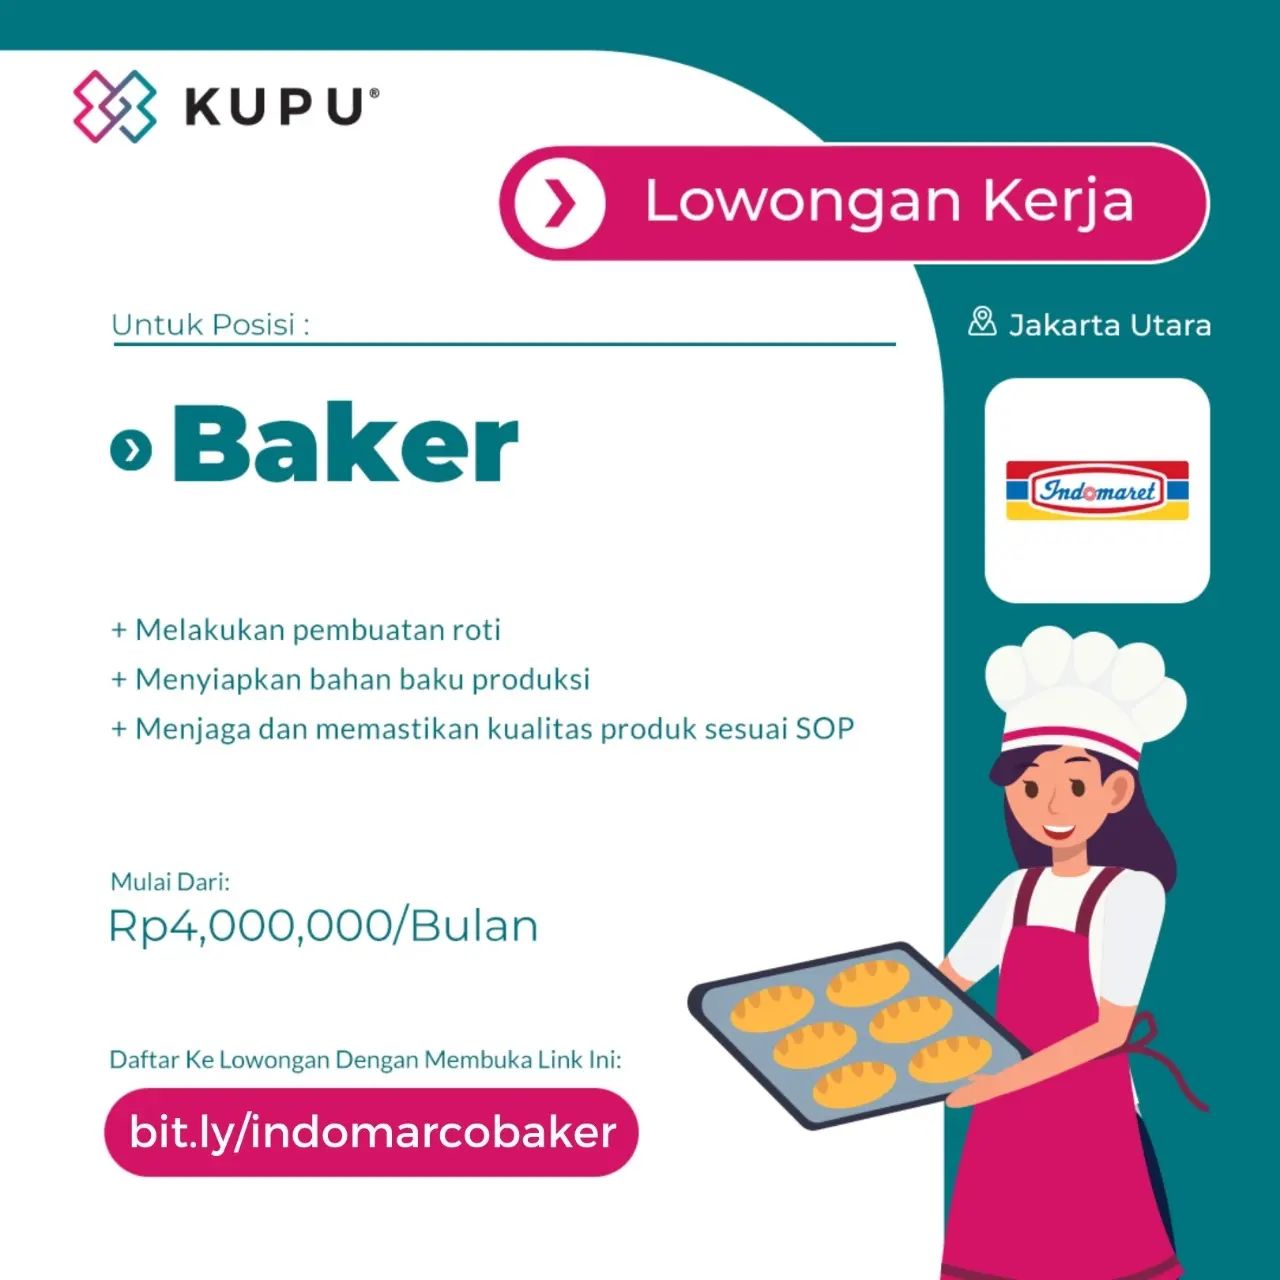 KUPU®
Lowongan Kerja
Untuk Posisi :
Jakarta Utara
Baker
Indomaret
+ Melakukan pembuatan roti
+ Menyiapkan bahan baku produksi
+ Menjaga dan memastikan kualitas produk sesuai SOP
Mulai Dari:
Rp4,000,000/Bulan
Daftar Ke Lowongan Dengan Membuka Link Ini:
bit.ly/indomarcobaker